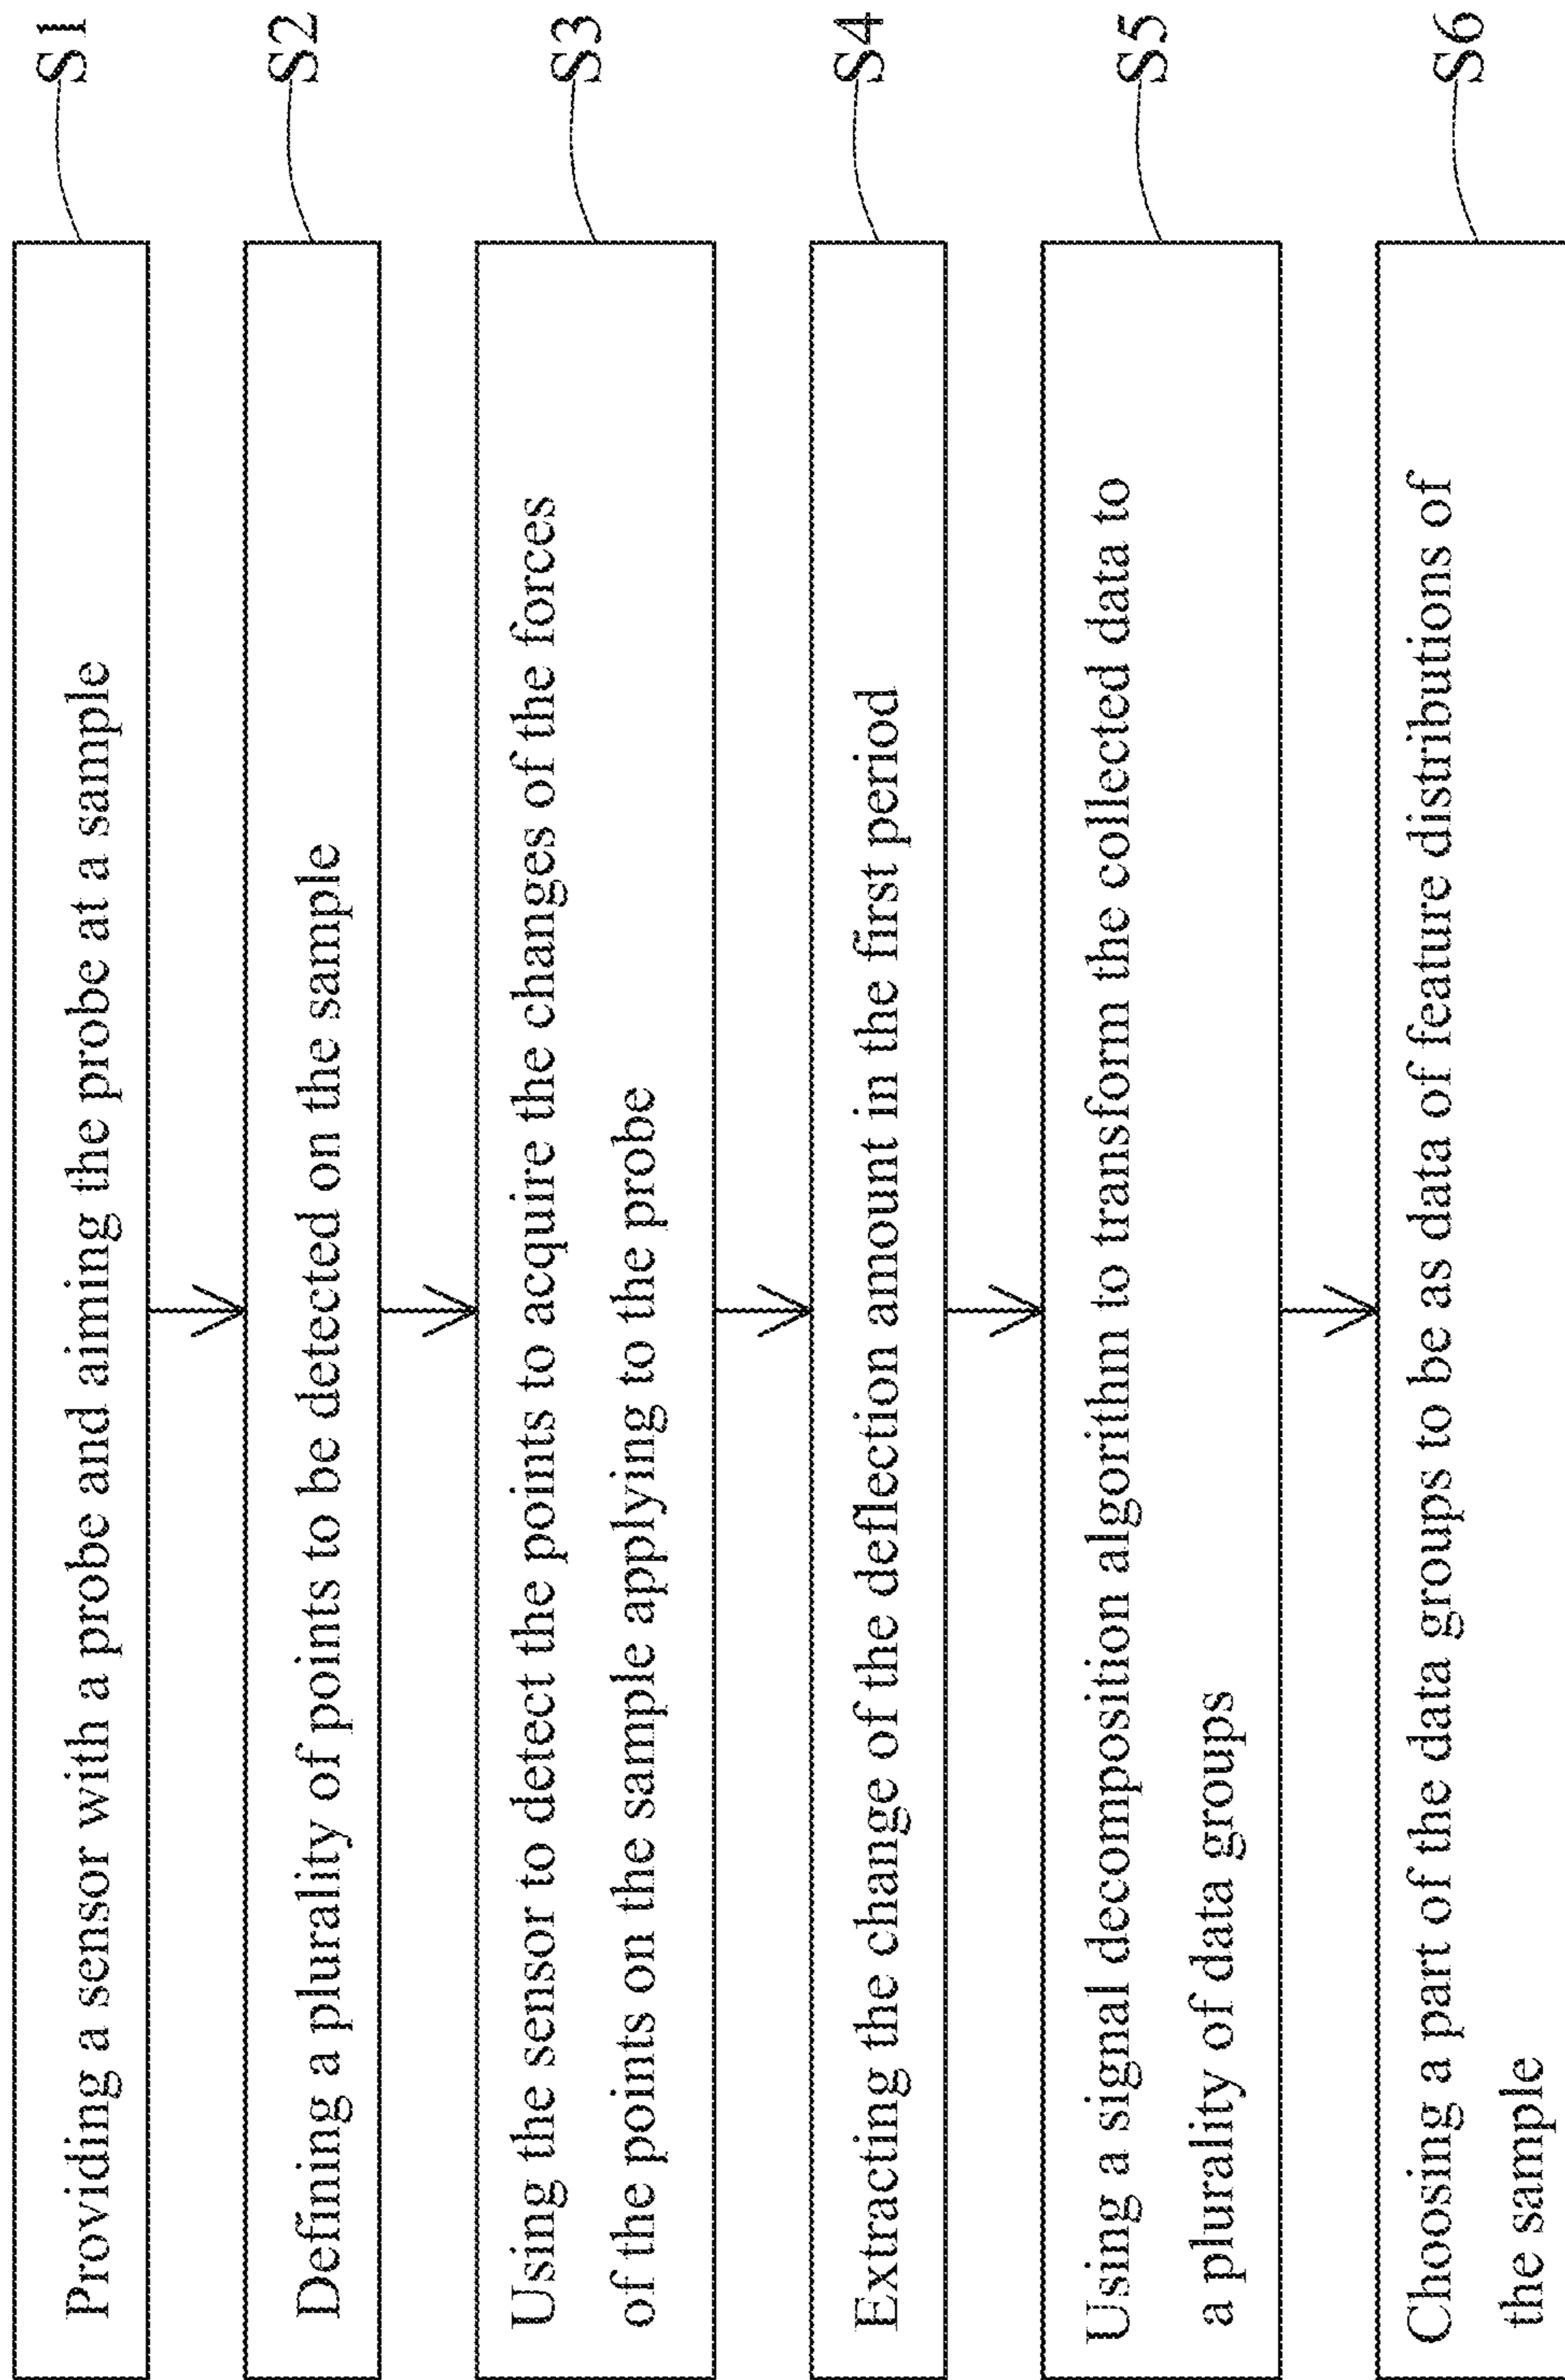 Providing a sensor with a probe and aiming the probe at a sample
S1
Defining a plurality of points to be detected on the sample
S2
Using the sensor to detect the points to acquire the changes of the forces
of the points on the sample applying to the probe
S3
Extracting the change of the deflection amount in the first period
S4
Using a signal decomposition algorithm to transform the collected data to
a plurality of data groups
S5
Choosing a part of the data groups to be as data of feature distributions of
the sample
S6